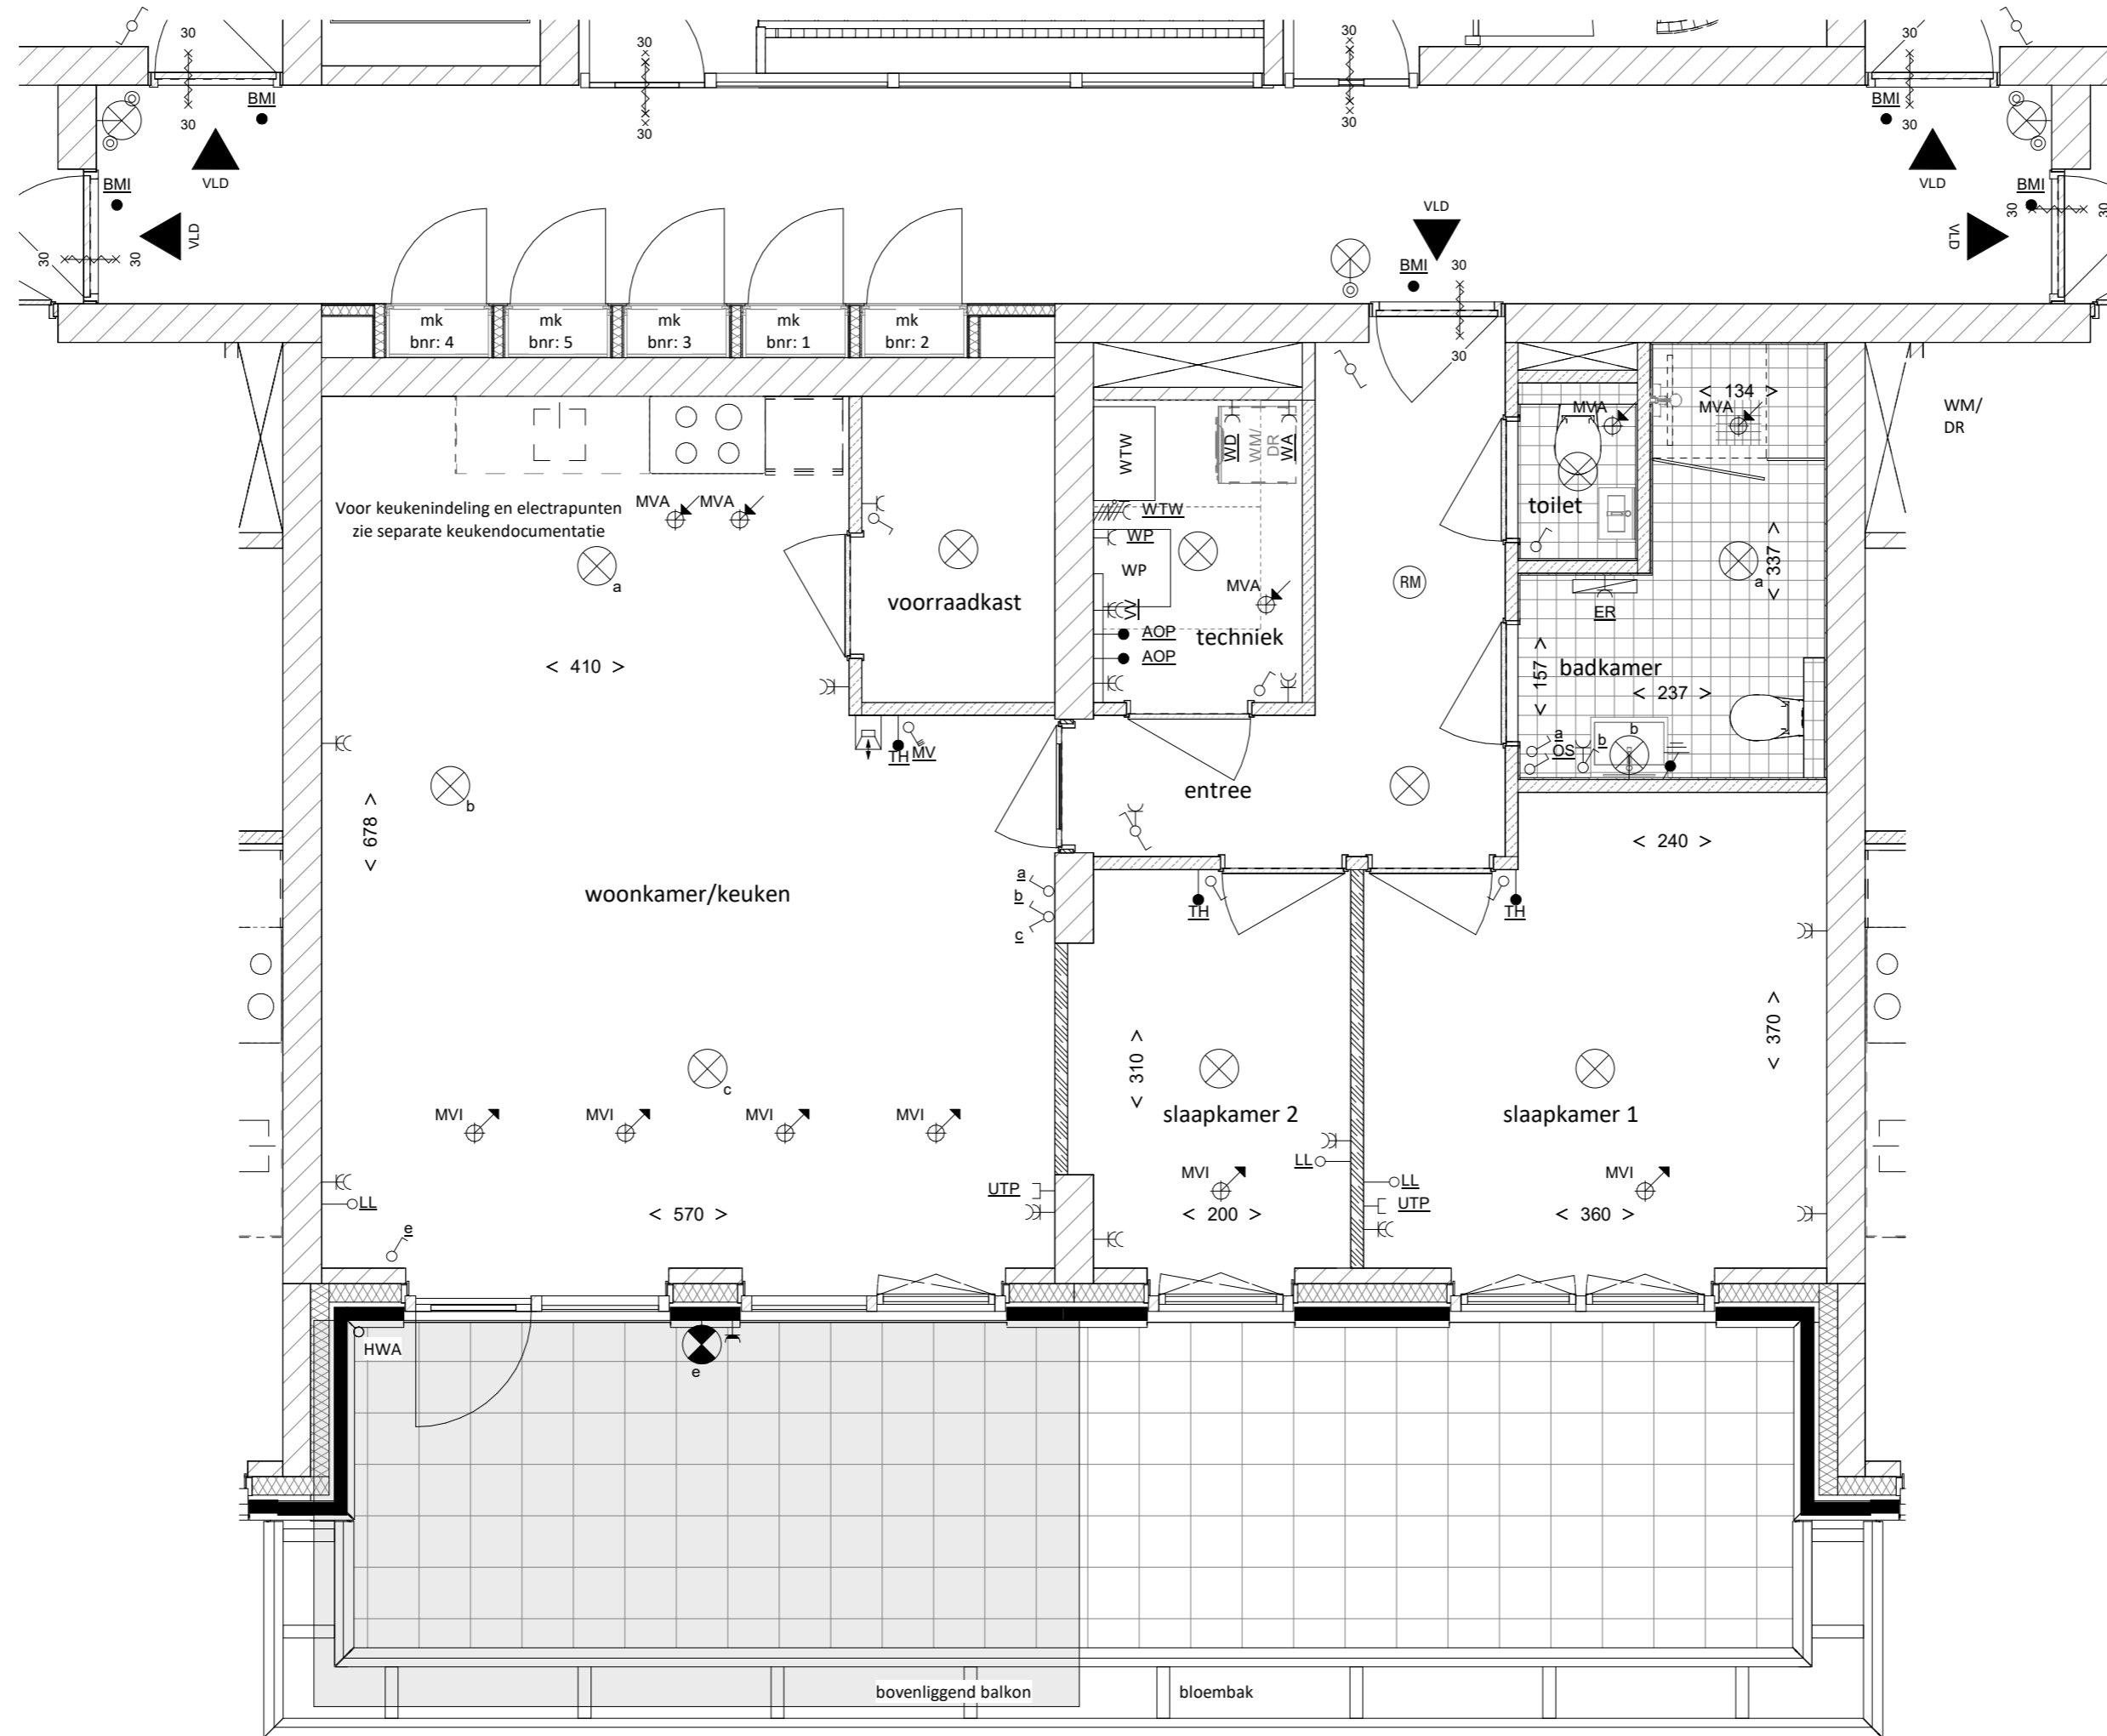 30
30
30
30
BMI
BMI
30
30
30
30
BMI
BMI
VLD
VLD
VLD
VLD
VLD
30
30
30
30
BMI
30
30
mk
bnr: 4
mk
bnr: 5
mk
bnr: 3
mk
bnr: 1
mk
bnr: 2
< 134 >
MVA
MVA
WM/
DR
WTW
WD
WM/
DR
WA
Voor keukenindeling en electrapunten
zie separate keukendocumentatie
MVA
MVA
WTW
WP
WP
toilet
a
voorraadkast
MVA
VV
AOP
AOP
techniek
RM
a
< 337 >
ER
< 410 >
< 157 >
badkamer
< 237 >
TH
MV
a
OS
b
b
b
< 678 >
entree
< 240 >
woonkamer/keuken
a
b
c
TH
TH
< 310 >
< 370 >
c
MVI
MVI
MVI
MVI
slaapkamer 2
slaapkamer 1
LL
MVI
MVI
LL
UTP
LL
UTP
e
< 570 >
< 200 >
< 360 >
HWA
e
bovenliggend balkon
bloembak